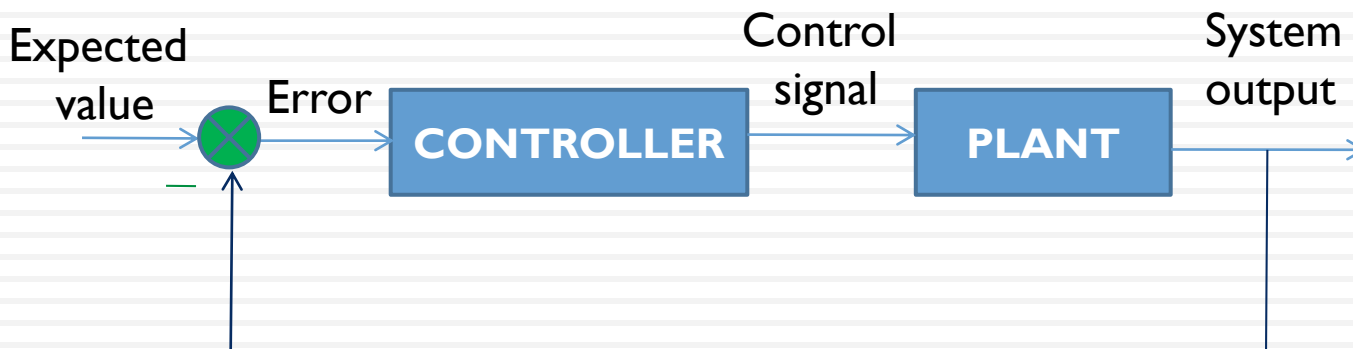 Expected
value
Error
CONTROLLER
Control
signal
PLANT
System
output
–